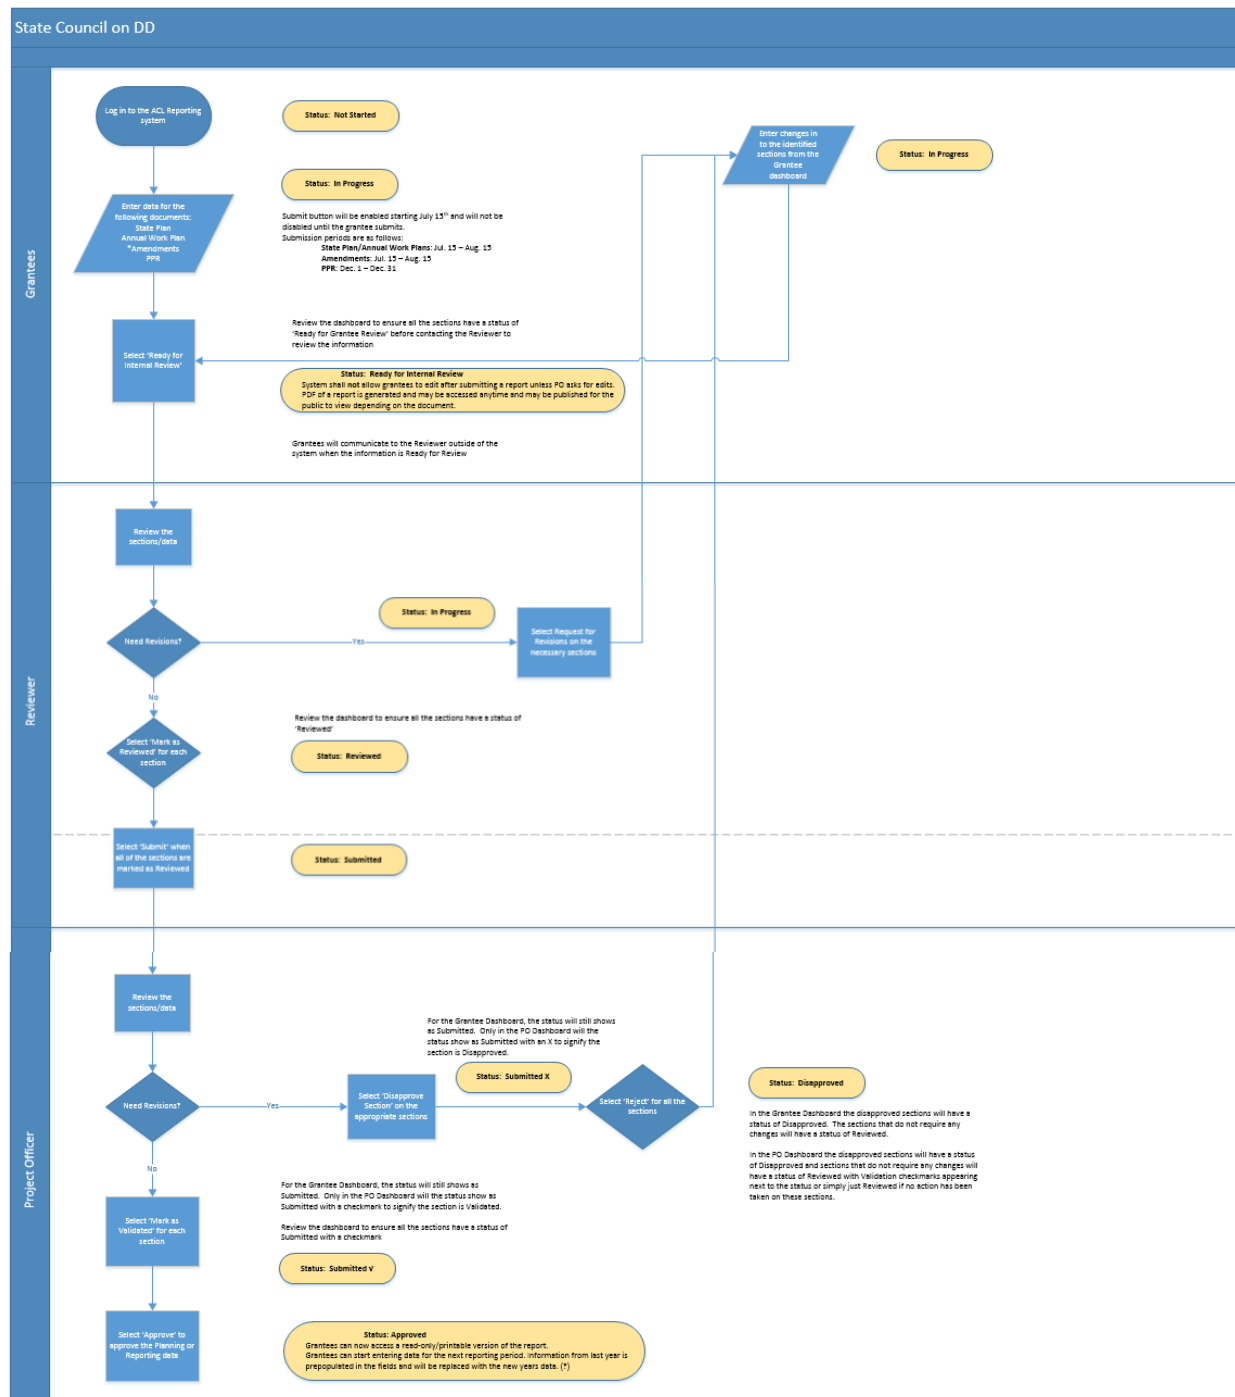 State Council on DD
Grantees
Log in to the ACL Reporting
system
Status:  Not Started
Enter changes in
to the identified
sections from the
Grantee
dashboard
Status:  In Progress
Status:  In Progress
Enter data for the
following documents:
State Plan
Annual Work Plan
*Amendments
PPR
Submit button will be enabled starting July 15th and will not be
disabled until the grantee submits.
Submission periods are as follows:
State Plan/Annual Work Plans: Jul. 15 – Aug. 15
Amendments: Jul. 15 – Aug. 15
PPR: Dec. 1 – Dec. 31
Select 'Ready for
Internal Review'
Review the dashboard to ensure all the sections have a status of
'Ready for Grantee Review' before contacting the Reviewer to
review the information
Status:  Ready for Internal Review
System shall not allow grantees to edit after submitting a report unless PO asks for edits.
PDF of a report is generated and may be accessed anytime and may be published for the
public to view depending on the document.
Grantees will communicate to the Reviewer outside of the
system when the information is Ready for Review
Reviewer
Review the
sections/data
Need Revisions?
Yes
Status:  In Progress
Select Request for
Revisions on the
necessary sections
No
Select 'Mark as
Reviewed' for each
section
Review the dashboard to ensure all the sections have a status of
'Reviewed'
Status:  Reviewed
Select 'Submit' when
all of the sections are
marked as Reviewed
Status:  Submitted
Project Officer
Review the
sections/data
Need Revisions?
Yes
Select 'Disapprove
Section' on the
appropriate sections
For the Grantee Dashboard, the status will still shows
as Submitted.  Only in the PO Dashboard will the
status show as Submitted with an X to signify the
section is Disapproved.
Status:  Submitted X
Select 'Reject' for all the
sections
Status:  Disapproved
In the Grantee Dashboard the disapproved sections will have a
status of Disapproved.  The sections that do not require any
changes will have a status of Reviewed.
In the PO Dashboard the disapproved sections will have a status
of Disapproved and sections that do not require any changes will
have a status of Reviewed with Validation checkmarks appearing
next to the status or simply just Reviewed if no action has been
taken on these sections.
No
Select 'Mark as
Validated' for each
section
For the Grantee Dashboard, the status will still shows as
Submitted.  Only in the PO Dashboard will the status show as
Submitted with a checkmark to signify the section is Validated.
Review the dashboard to ensure all the sections have a status of
Submitted with a checkmark
Status:  Submitted √
Select 'Approve' to
approve the Planning or
Reporting data
Status: Approved
Grantees can now access a read-only/printable version of the report.
Grantees can start entering data for the next reporting period. Information from last year is
prepopulated in the fields and will be replaced with the new years data. (*)